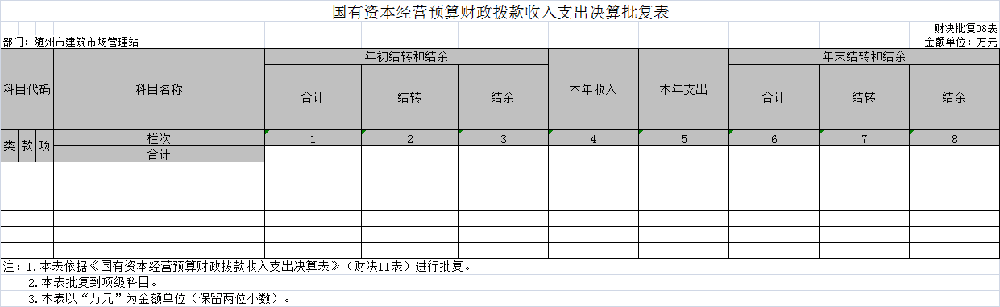 国有资本经营预算财政拨款收入支出决算批复表
财决批复08表
部门：随州市建筑市场管理站 金额单位：万元
科目代码 科目名称 年初结转和结余 本年收入 本年支出 年末结转和结余
合计 结转 结余 合计 结转 结余
类 款 项 栏次 1 2 3 4 5 6 7 8
合计
注：1.本表依据《国有资本经营预算财政拨款收入支出决算表》（财决11表）进行批复。
2.本表批复到项级科目。
3.本表以“万元”为金额单位（保留两位小数）。